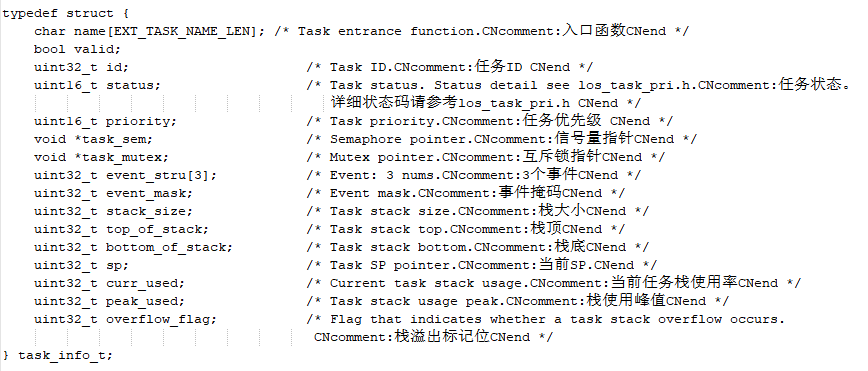 typedef struct {
char name[EXT_TASK_NAME_LEN]; /* Task entrance function.CNcomment:入口函数CNend */
bool valid;
uint32_t id; /* Task ID.CNcomment:任务ID CNend */
uint16_t status; /* Task status. Status detail see los_task_pri.h.CNcomment:任务状态。
详细状态码请参考los_task_pri.h CNend */
uint16_t priority; /* Task priority.CNcomment:任务优先级 CNend */
void *task_sem; /* Semaphore pointer.CNcomment:信号量指针CNend */
void *task_mutex; /* Mutex pointer.CNcomment:互斥锁指针CNend */
uint32_t event_stru[3]; /* Event: 3 nums.CNcomment:3个事件CNend */
uint32_t event_mask; /* Event mask.CNcomment:事件掩码CNend */
uint32_t stack_size; /* Task stack size.CNcomment:栈大小CNend */
uint32_t top_of_stack; /* Task stack top.CNcomment:栈顶CNend */
uint32_t bottom_of_stack; /* Task stack bottom.CNcomment:栈底CNend */
uint32_t sp; /* Task SP pointer.CNcomment:当前SP.CNend */
uint32_t curr_used; /* Current task stack usage.CNcomment:当前任务栈使用率CNend */
uint32_t peak_used; /* Task stack usage peak.CNcomment:栈使用峰值CNend */
uint32_t overflow_flag; /* Flag that indicates whether a task stack overflow occurs.
CNcomment:栈溢出标记位CNend */
} task_info_t;